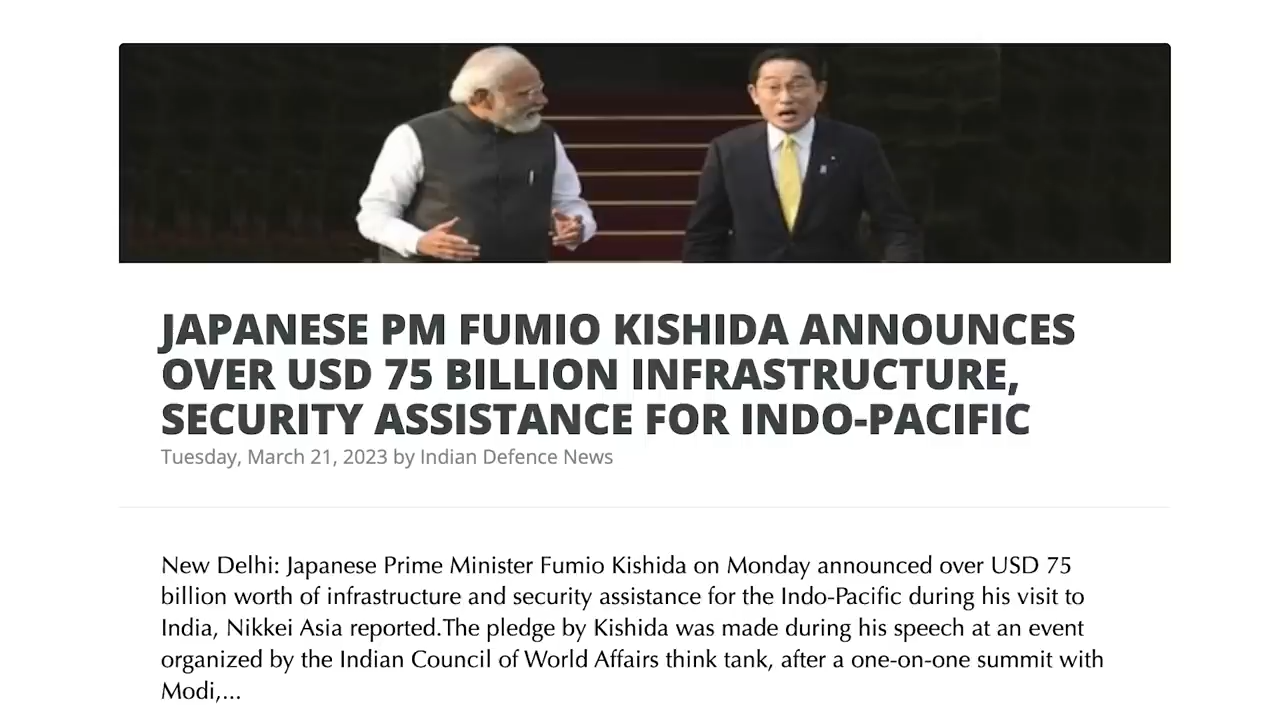 JAPANESE PM FUMIO KISHIDA ANNOUNCES
OVER USD 75 BILLION INFRASTRUCTURE,
SECURITY ASSISTANCE FOR INDO-PACIFIC
Tuesday, March 21, 2023 by Indian Defence News
New Delhi: Japanese Prime Minister Fumio Kishida on Monday announced over USD 75
billion worth of infrastructure and security assistance for the Indo-Pacific during his visit to
India, Nikkei Asia reported.The pledge by Kishida was made during his speech at an event
organized by the Indian Council of World Affairs think tank, after a one-on-one summit with
Modi,...